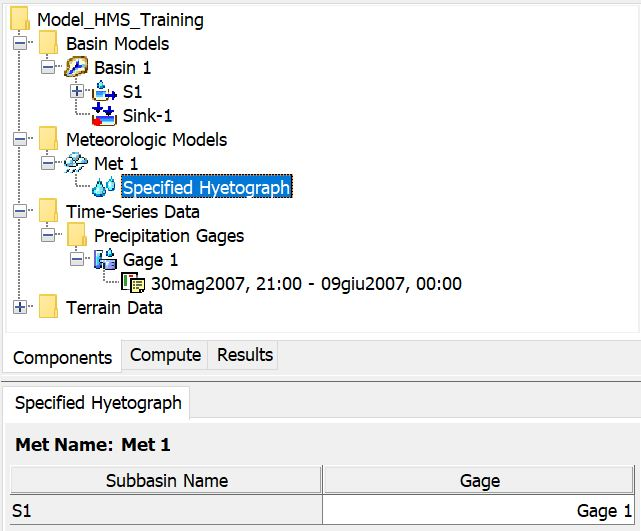 Model_HMS_Training
Basin Models
Basin 1
S1
Sink-1
Meteorologic Models
Met 1
Specified Hyetograph
Time-Series Data
Precipitation Gages
Gage 1
30mag2007, 21:00 - 09giu2007, 00:00
Terrain Data
Components Compute Results
Specified Hyetograph
Met Name: Met 1
Subbasin Name Gage
S1 Gage 1